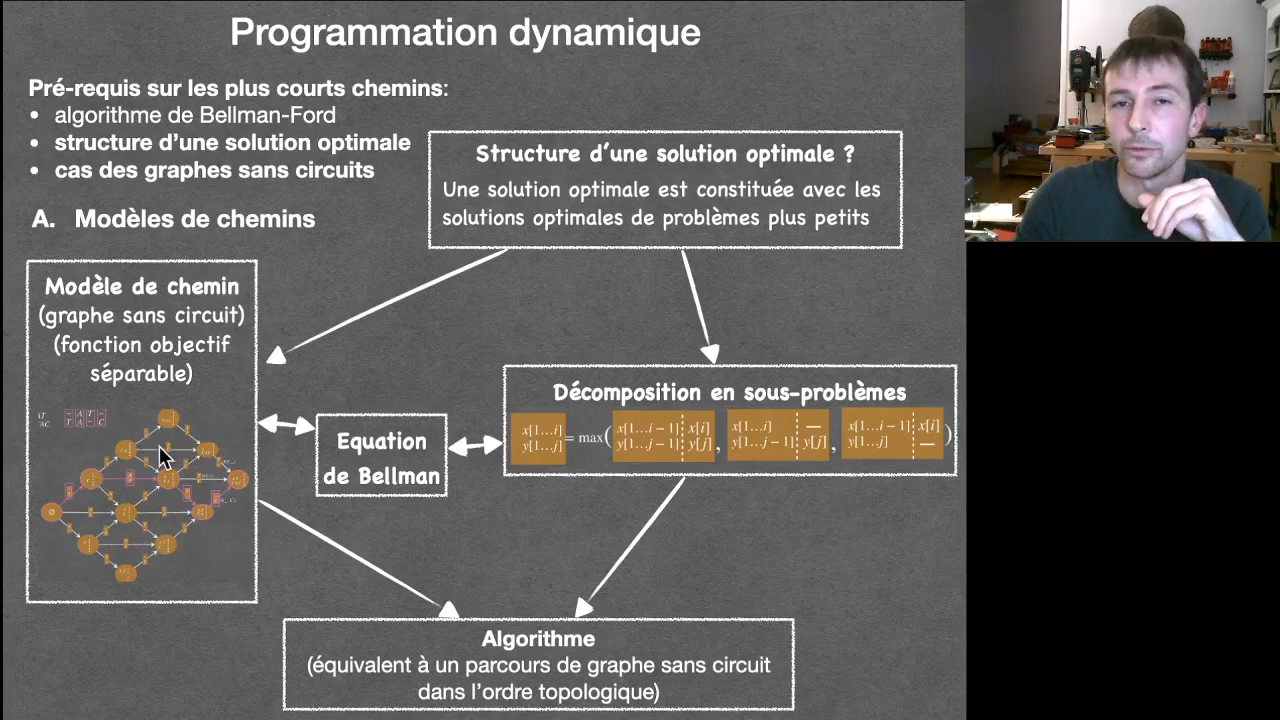 Programmation dynamique
Pré-requis sur les plus courts chemins:
• algorithme de Bellman-Ford
• structure d'une solution optimale
• cas des graphes sans circuits
A. Modèles de chemins
Structure d'une solution optimale ?
Une solution optimale est constituée avec les
solutions optimales de problèmes plus petits
Modèle de chemin
(graphe sans circuit)
(fonction objectif
séparable)
Equation
de Bellman
Décomposition en sous-problèmes
x[1…i] = max( x[1…i−1] x[i] , x[1…i] — , x[1…i−1] x[i] )
y[1…j] y[1…j−1] y[j] y[1…j−1] y[j] y[1…j] —
Algorithme
(équivalent à un parcours de graphe sans circuit
dans l'ordre topologique)